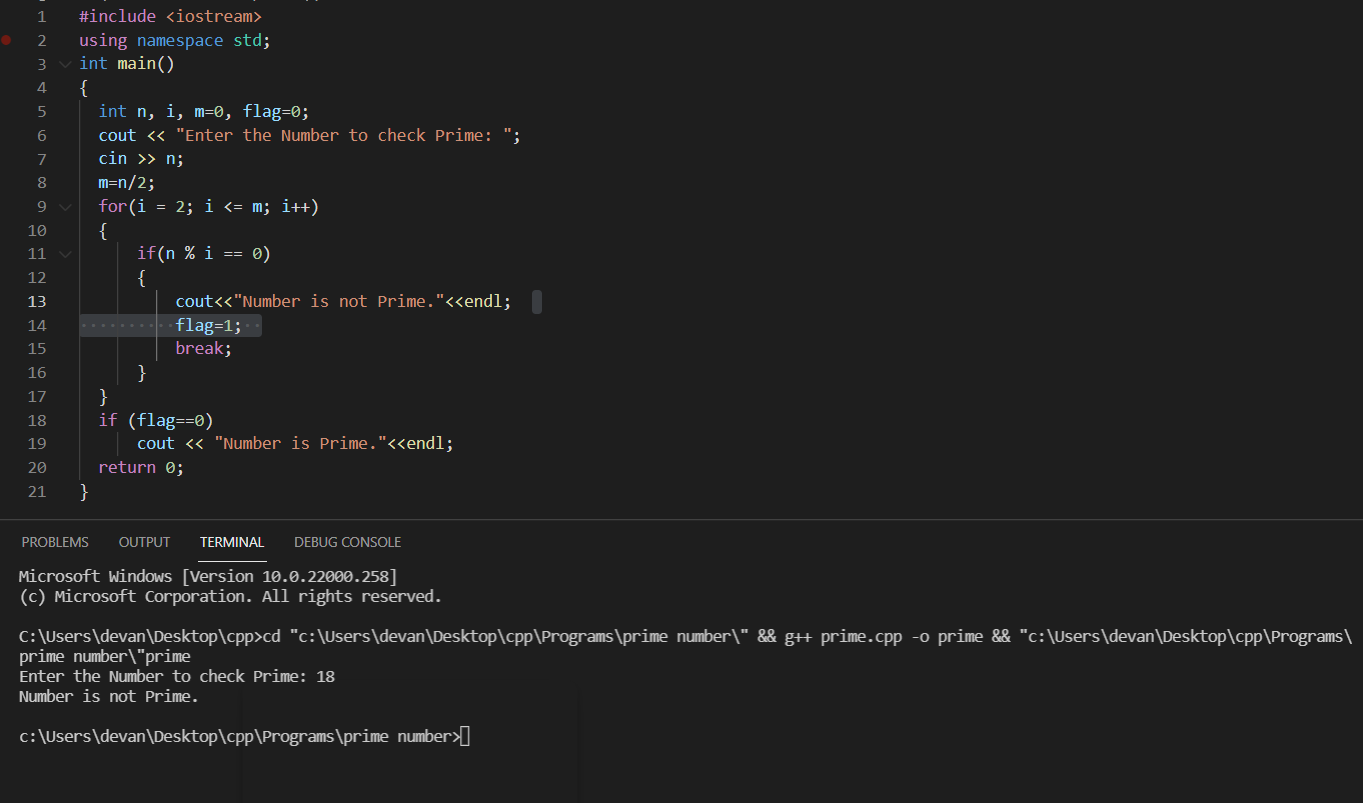 1 #include <iostream>
2 using namespace std;
3 int main()
4 {
5 int n, i, m=0, flag=0;
6 cout << "Enter the Number to check Prime: ";
7 cin >> n;
8 m=n/2;
9 for(i = 2; i <= m; i++)
10 {
11 if(n % i == 0)
12 {
13 cout<<"Number is not Prime."<<endl;
14 flag=1;
15 break;
16 }
17 }
18 if (flag==0)
19 cout << "Number is Prime."<<endl;
20 return 0;
21 }
PROBLEMS OUTPUT TERMINAL DEBUG CONSOLE
Microsoft Windows [Version 10.0.22000.258]
(c) Microsoft Corporation. All rights reserved.
C:\Users\devan\Desktop\cpp>cd "c:\Users\devan\Desktop\cpp\Programs\prime number\" && g++ prime.cpp -o prime && "c:\Users\devan\Desktop\cpp\Programs\
prime number\"prime
Enter the Number to check Prime: 18
Number is not Prime.
c:\Users\devan\Desktop\cpp\Programs\prime number>